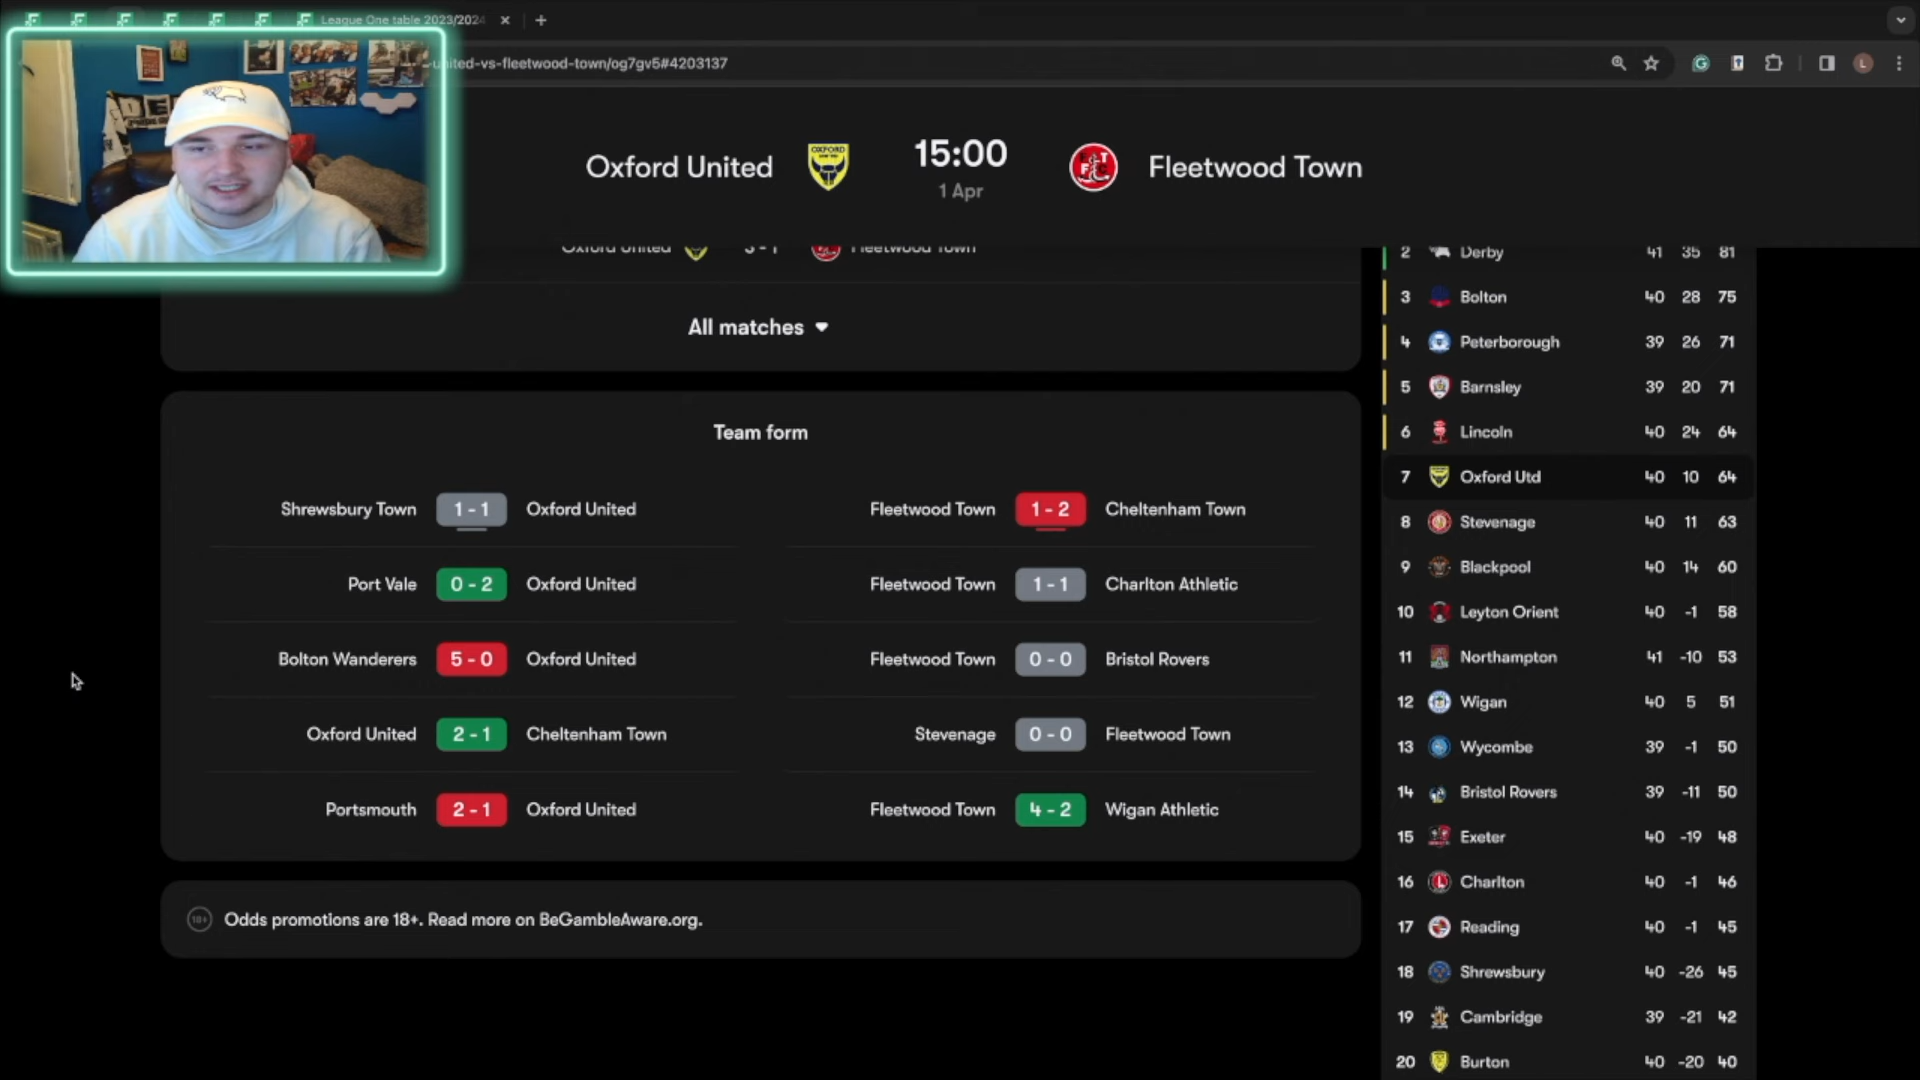 League One table 2023/2024
united-vs-fleetwood-town/og7gv5#4203137
Oxford United 15:00 Fleetwood Town
1 Apr
Oxford United 3 - 1 Fleetwood Town
All matches
Team form
Shrewsbury Town 1 - 1 Oxford United
Port Vale 0 - 2 Oxford United
Bolton Wanderers 5 - 0 Oxford United
Oxford United 2 - 1 Cheltenham Town
Portsmouth 2 - 1 Oxford United
Fleetwood Town 1 - 2 Cheltenham Town
Fleetwood Town 1 - 1 Charlton Athletic
Fleetwood Town 0 - 0 Bristol Rovers
Stevenage 0 - 0 Fleetwood Town
Fleetwood Town 4 - 2 Wigan Athletic
18+ Odds promotions are 18+. Read more on BeGambleAware.org.
2 Derby 41 35 81
3 Bolton 40 28 75
4 Peterborough 39 26 71
5 Barnsley 39 20 71
6 Lincoln 40 24 64
7 Oxford Utd 40 10 64
8 Stevenage 40 11 63
9 Blackpool 40 14 60
10 Leyton Orient 40 -1 58
11 Northampton 41 -10 53
12 Wigan 40 5 51
13 Wycombe 39 -1 50
14 Bristol Rovers 39 -11 50
15 Exeter 40 -19 48
16 Charlton 40 -1 46
17 Reading 40 -1 45
18 Shrewsbury 40 -26 45
19 Cambridge 39 -21 42
20 Burton 40 -20 40